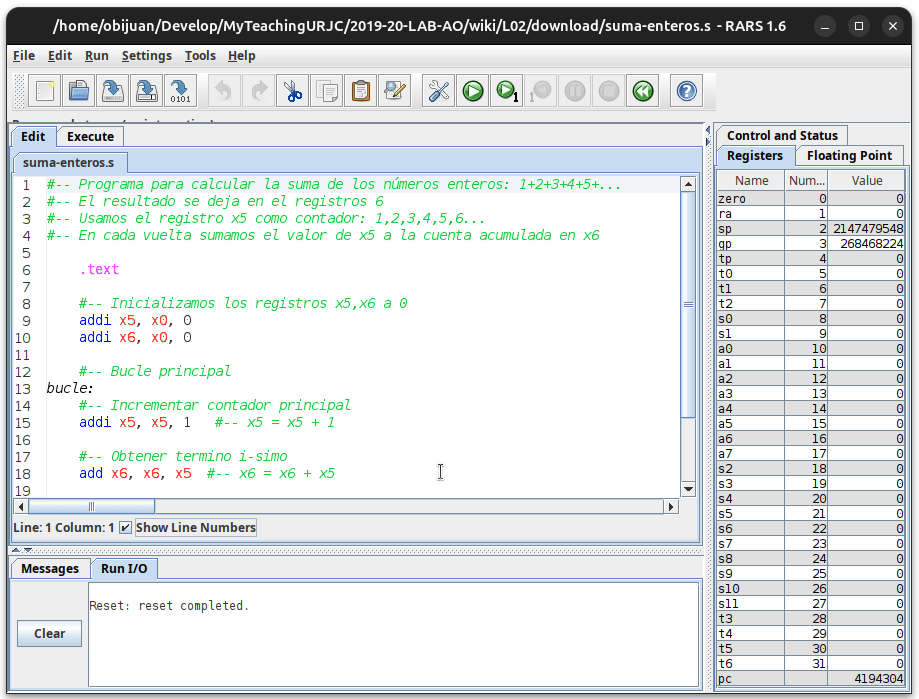 /home/obijuan/Develop/MyTeachingURJC/2019-20-LAB-AO/wiki/L02/download/suma-enteros.s - RARS 1.6
File Edit Run Settings Tools Help
Edit Execute
suma-enteros.s
1 #-- Programa para calcular la suma de los números enteros: 1+2+3+4+5+...
2 #-- El resultado se deja en el registros 6
3 #-- Usamos el registro x5 como contador: 1,2,3,4,5,6...
4 #-- En cada vuelta sumamos el valor de x5 a la cuenta acumulada en x6
5
6 .text
7
8 #-- Inicializamos los registros x5,x6 a 0
9 addi x5, x0, 0
10 addi x6, x0, 0
11
12 #-- Bucle principal
13 bucle:
14 #-- Incrementar contador principal
15 addi x5, x5, 1 #-- x5 = x5 + 1
16
17 #-- Obtener termino i-simo
18 add x6, x6, x5 #-- x6 = x6 + x5
19
Line: 1 Column: 1 Show Line Numbers
Messages Run I/O
Reset: reset completed.
Clear
Control and Status
Registers Floating Point
Name Num... Value
zero 0 0
ra 1 0
sp 2 2147479548
gp 3 268468224
tp 4 0
t0 5 0
t1 6 0
t2 7 0
s0 8 0
s1 9 0
a0 10 0
a1 11 0
a2 12 0
a3 13 0
a4 14 0
a5 15 0
a6 16 0
a7 17 0
s2 18 0
s3 19 0
s4 20 0
s5 21 0
s6 22 0
s7 23 0
s8 24 0
s9 25 0
s10 26 0
s11 27 0
t3 28 0
t4 29 0
t5 30 0
t6 31 0
pc 4194304